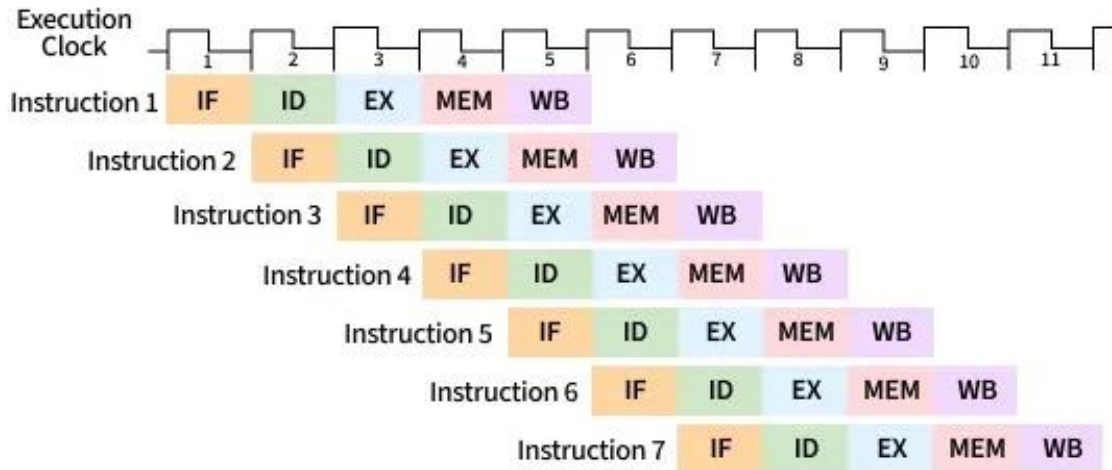 Execution
Clock
1 2 3 4 5 6 7 8 9 10 11
Instruction 1 IF ID EX MEM WB
Instruction 2 IF ID EX MEM WB
Instruction 3 IF ID EX MEM WB
Instruction 4 IF ID EX MEM WB
Instruction 5 IF ID EX MEM WB
Instruction 6 IF ID EX MEM WB
Instruction 7 IF ID EX MEM WB